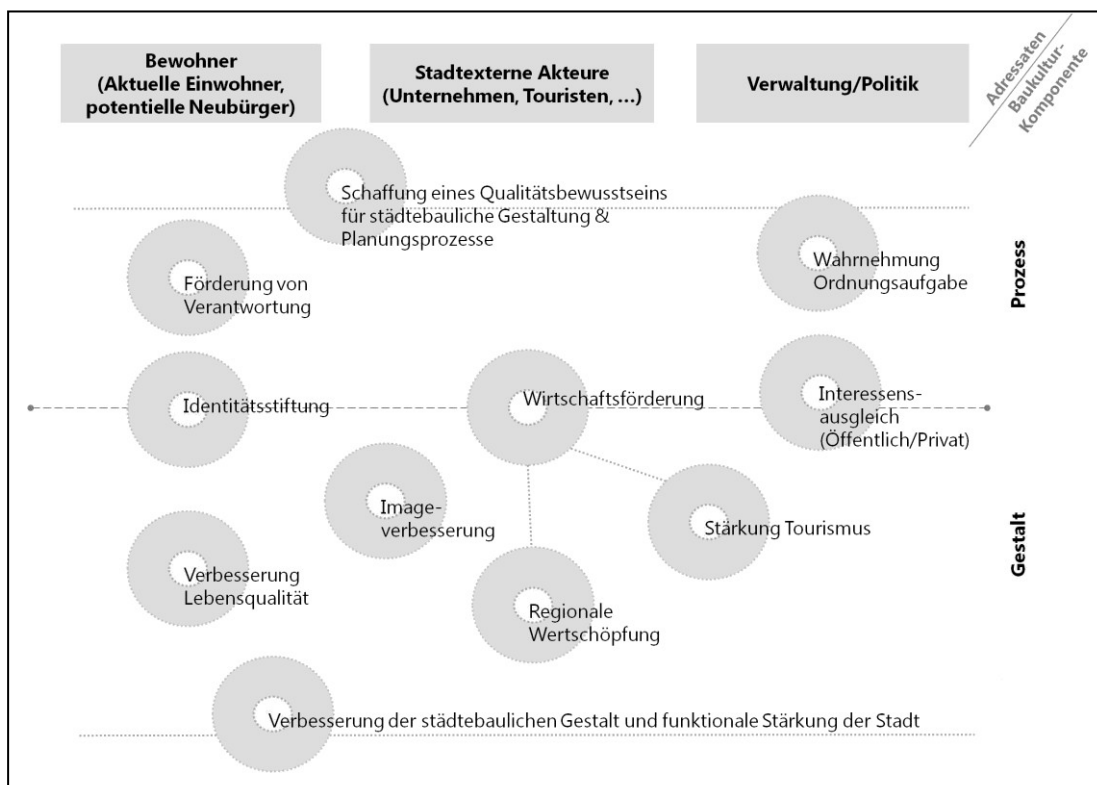 Bewohner
(Aktuelle Einwohner,
potentielle Neubürger)
Stadtexterne Akteure
(Unternehmen, Touristen, ...)
Verwaltung/Politik
Adressaten
Baukultur-
Komponente
Schaffung eines Qualitätsbewusstseins
für städtebauliche Gestaltung &
Planungsprozesse
Wahrnehmung
Ordnungsaufgabe
Förderung von
Verantwortung
Prozess
Identitätsstiftung
Wirtschaftsförderung
Interessens-
ausgleich
(Öffentlich/Privat)
Image-
verbesserung
Stärkung Tourismus
Gestalt
Verbesserung
Lebensqualität
Regionale
Wertschöpfung
Verbesserung der städtebaulichen Gestalt und funktionale Stärkung der Stadt